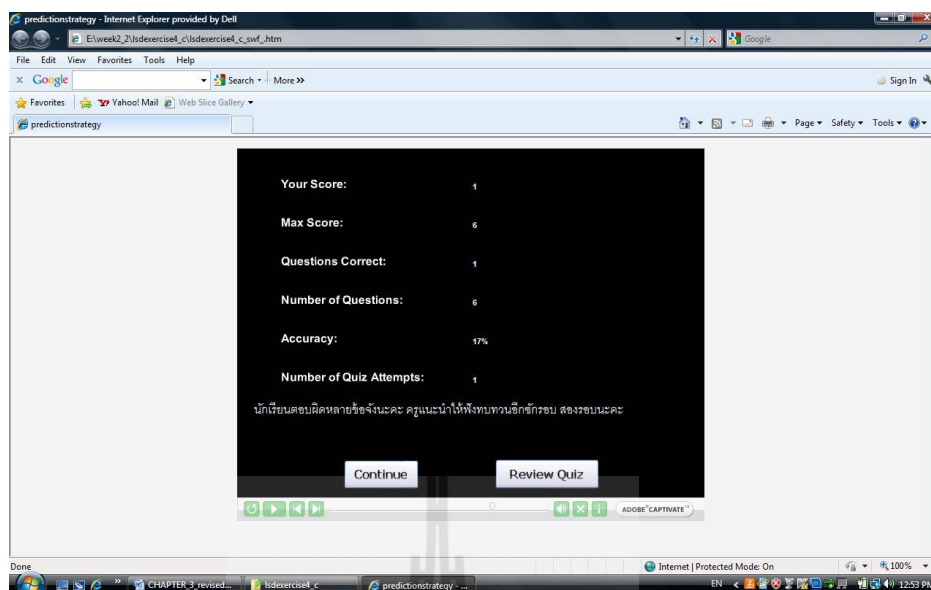 predictionstrategy - Internet Explorer provided by Dell
E:\week2_2\lsdexercise4_c\lsdexercise4_c_swf_.htm
Google
File Edit View Favorites Tools Help
x Google Search More >> Sign In
Favorites Yahoo! Mail Web Slice Gallery
predictionstrategy Page Safety Tools
Your Score: 1
Max Score: 6
Questions Correct: 1
Number of Questions: 6
Accuracy: 17%
Number of Quiz Attempts: 1
นักเรียนตอบผิดหลายข้อจังนะคะ ครูแนะนำให้ฟังทบทวนอีกซักรอบ สองรอบนะคะ
Continue Review Quiz
ADOBE® CAPTIVATE™
Done Internet | Protected Mode: On 100%
CHAPTER_3_revised... lsdexercise4_c predictionstrategy - ... EN 12:53 PM